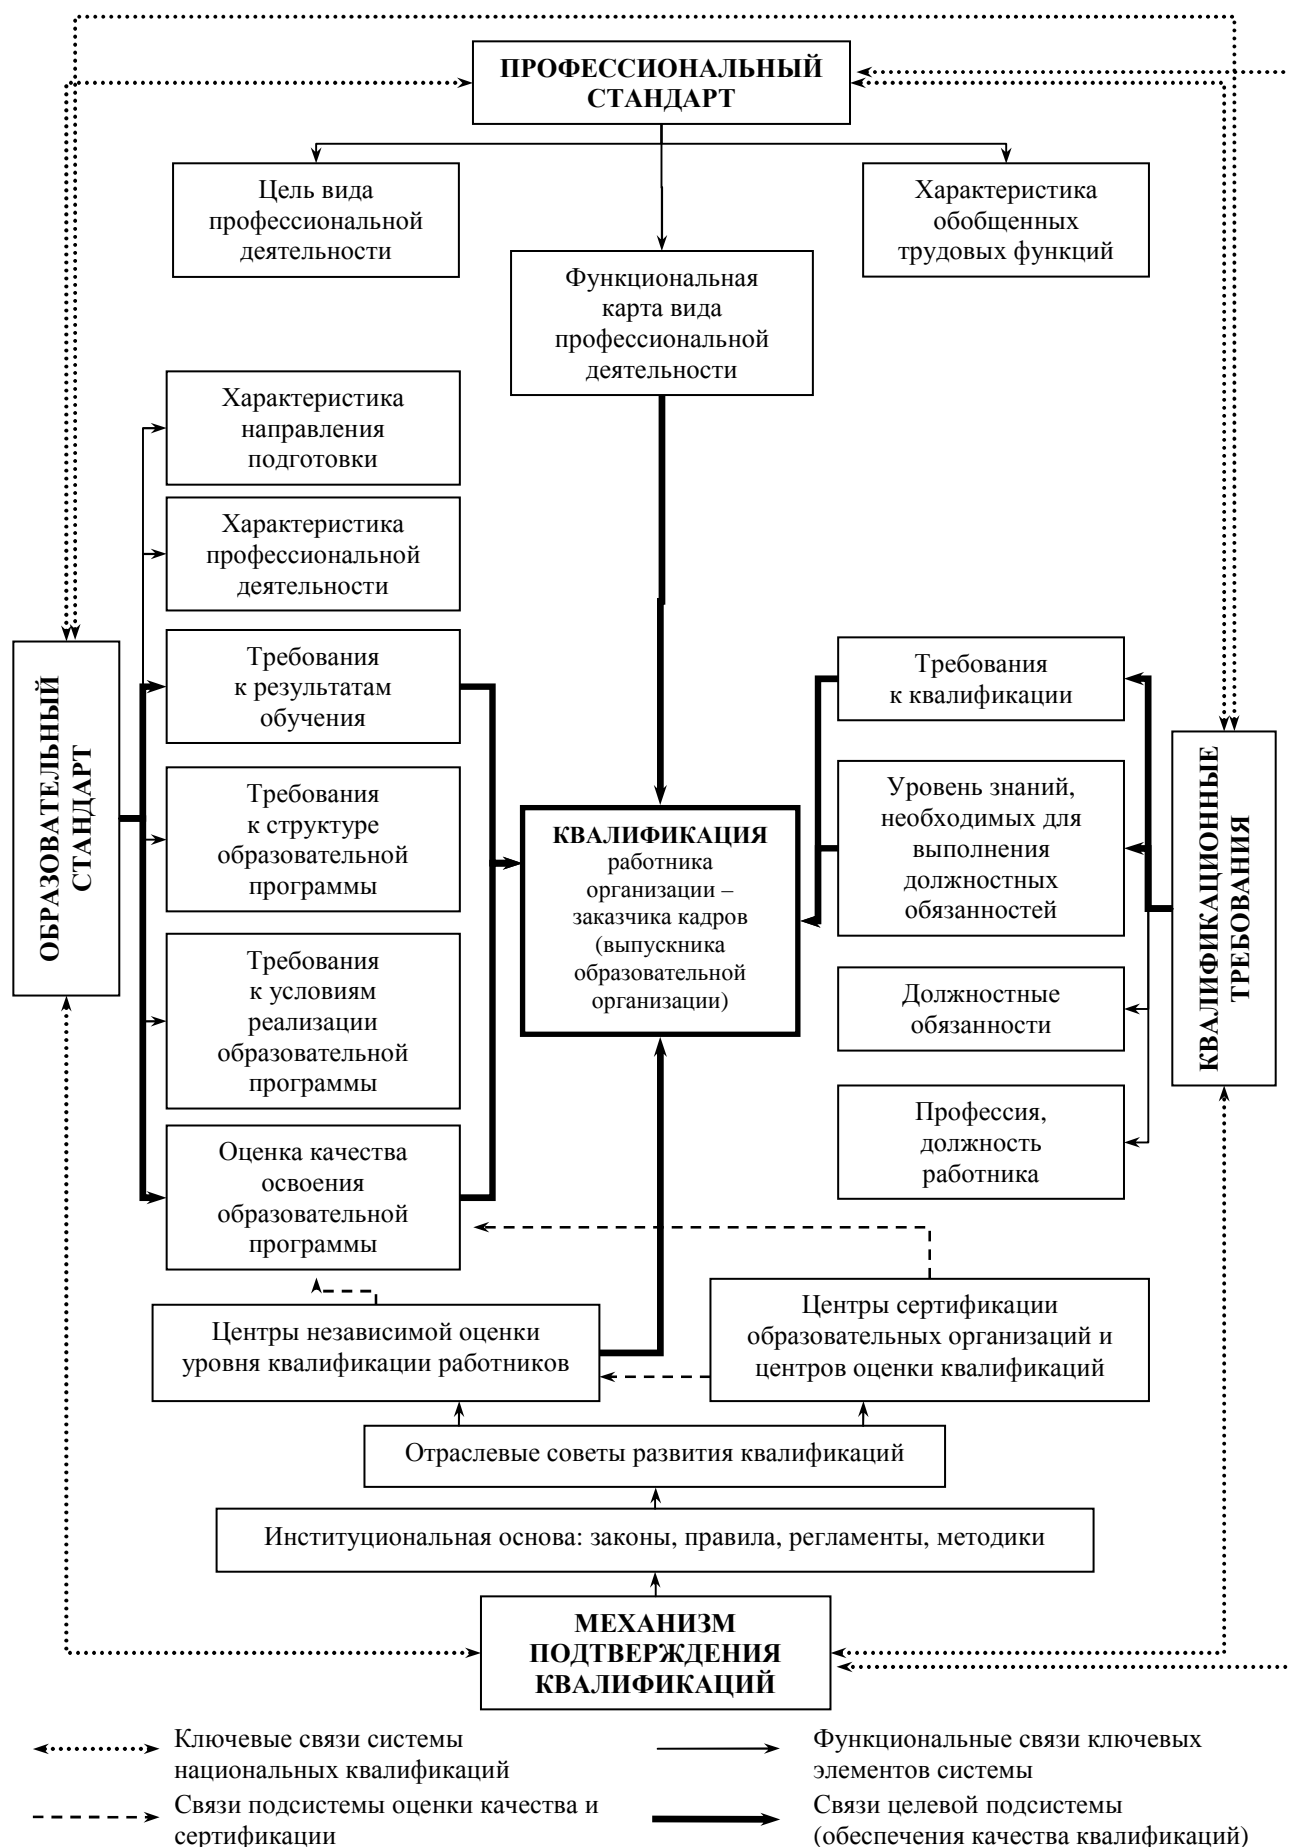 ПРОФЕССИОНАЛЬНЫЙ
СТАНДАРТ
Цель вида
профессиональной
деятельности
Функциональная
карта вида
профессиональной
деятельности
Характеристика
обобщенных
трудовых функций
ОБРАЗОВАТЕЛЬНЫЙ
СТАНДАРТ
Характеристика
направления
подготовки
Характеристика
профессиональной
деятельности
Требования
к результатам
обучения
Требования
к структуре
образовательной
программы
Требования
к условиям
реализации
образовательной
программы
Оценка качества
освоения
образовательной
программы
КВАЛИФИКАЦИЯ
работника
организации –
заказчика кадров
(выпускника
образовательной
организации)
Требования
к квалификации
Уровень знаний,
необходимых для
выполнения
должностных
обязанностей
Должностные
обязанности
Профессия,
должность
работника
КВАЛИФИКАЦИОННЫЕ
ТРЕБОВАНИЯ
Центры независимой оценки
уровня квалификации работников
Центры сертификации
образовательных организаций и
центров оценки квалификаций
Отраслевые советы развития квалификаций
Институциональная основа: законы, правила, регламенты, методики
МЕХАНИЗМ
ПОДТВЕРЖДЕНИЯ
КВАЛИФИКАЦИЙ
Ключевые связи системы
национальных квалификаций
Функциональные связи ключевых
элементов системы
Связи подсистемы оценки качества и
сертификации
Связи целевой подсистемы
(обеспечения качества квалификаций)